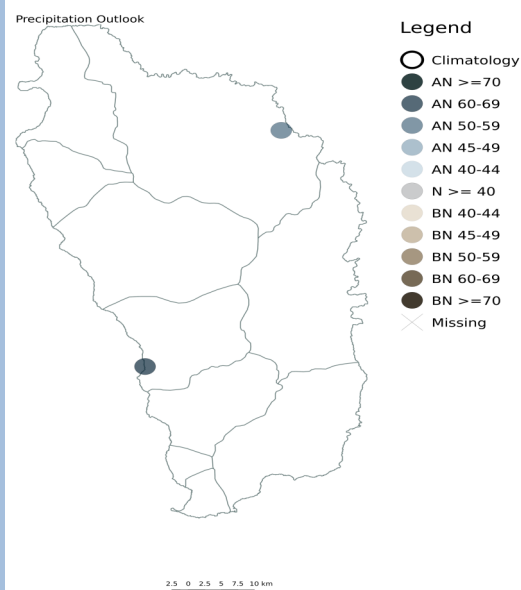 Precipitation Outlook
Legend
Climatology
AN >=70
AN 60-69
AN 50-59
AN 45-49
AN 40-44
N >= 40
BN 40-44
BN 45-49
BN 50-59
BN 60-69
BN >=70
Missing
2.5 0 2.5 5 7.5 10 km